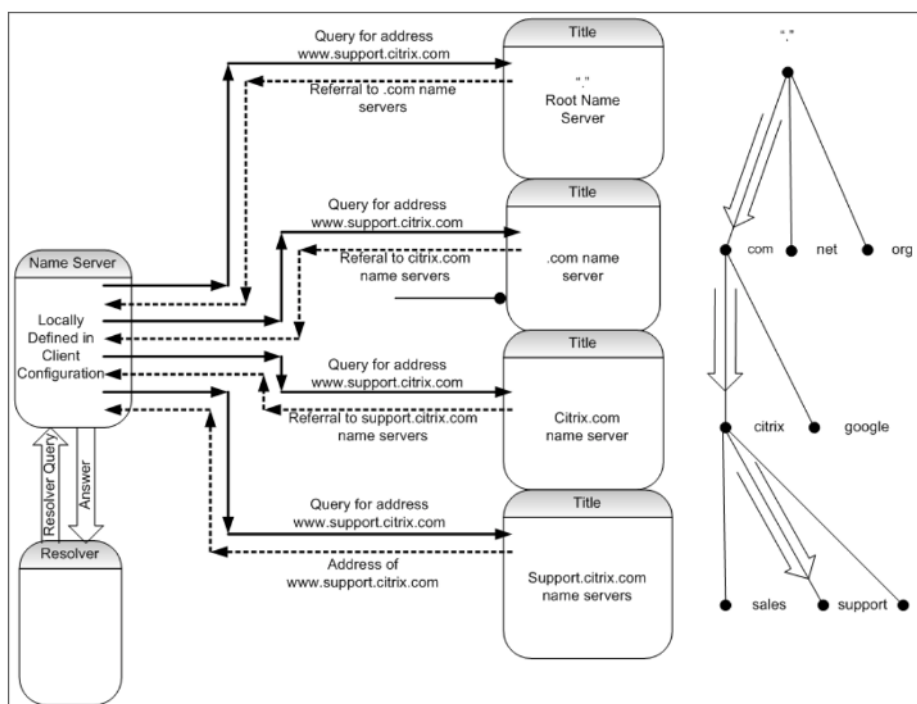 Query for address
www.support.citrix.com
Referral to .com name
servers
Title
"."
Root Name
Server
Query for address
www.support.citrix.com
Referal to citrix.com
name servers
Title
.com name
server
Name Server
Locally
Defined in
Client
Configuration
Query for address
www.support.citrix.com
Referral to support.citrix.com
name servers
Title
Citrix.com
name server
Resolver Query
Answer
Resolver
Query for address
www.support.citrix.com
Address of
www.support.citrix.com
Title
Support.citrix.com
name servers
"."
com
net
org
citrix
google
sales
support